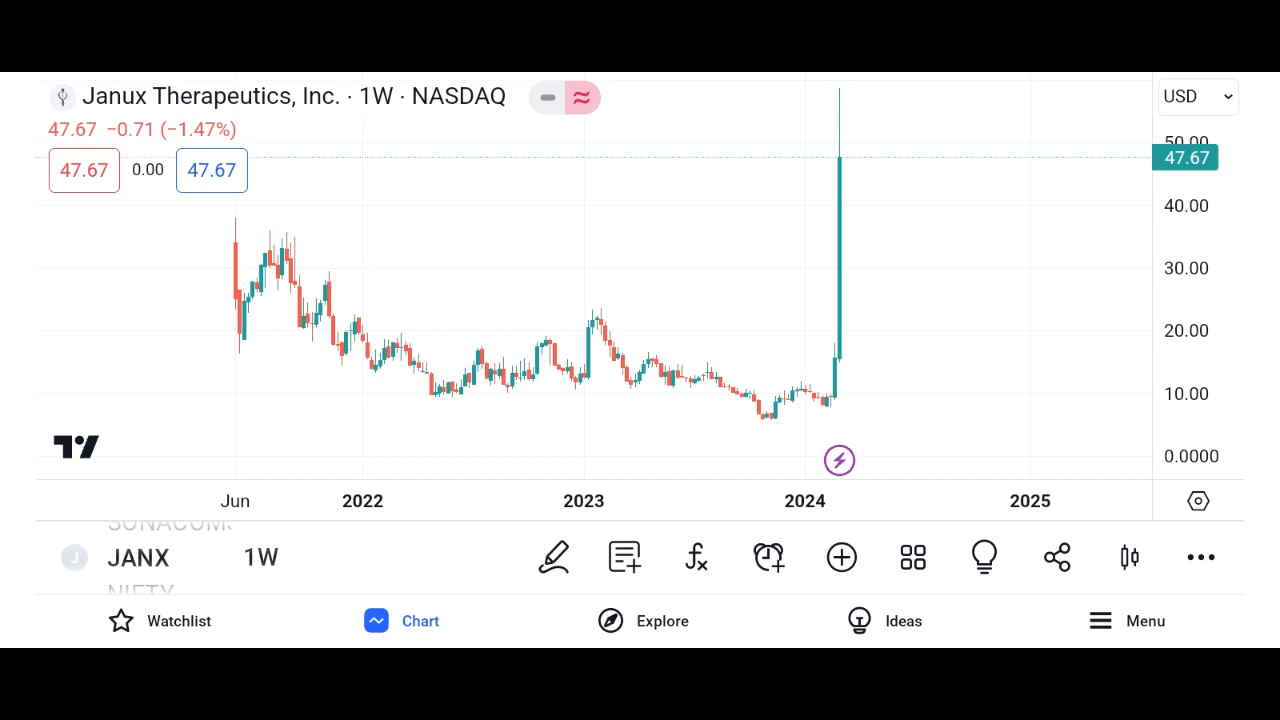 Janux Therapeutics, Inc. · 1W · NASDAQ
USD
47.67 −0.71 (−1.47%)
47.67 0.00 47.67
50.00
47.67
40.00
30.00
20.00
10.00
0.0000
Jun 2022 2023 2024 2025
SONACOMS
J JANX 1W
NIFTY
Watchlist Chart Explore Ideas Menu